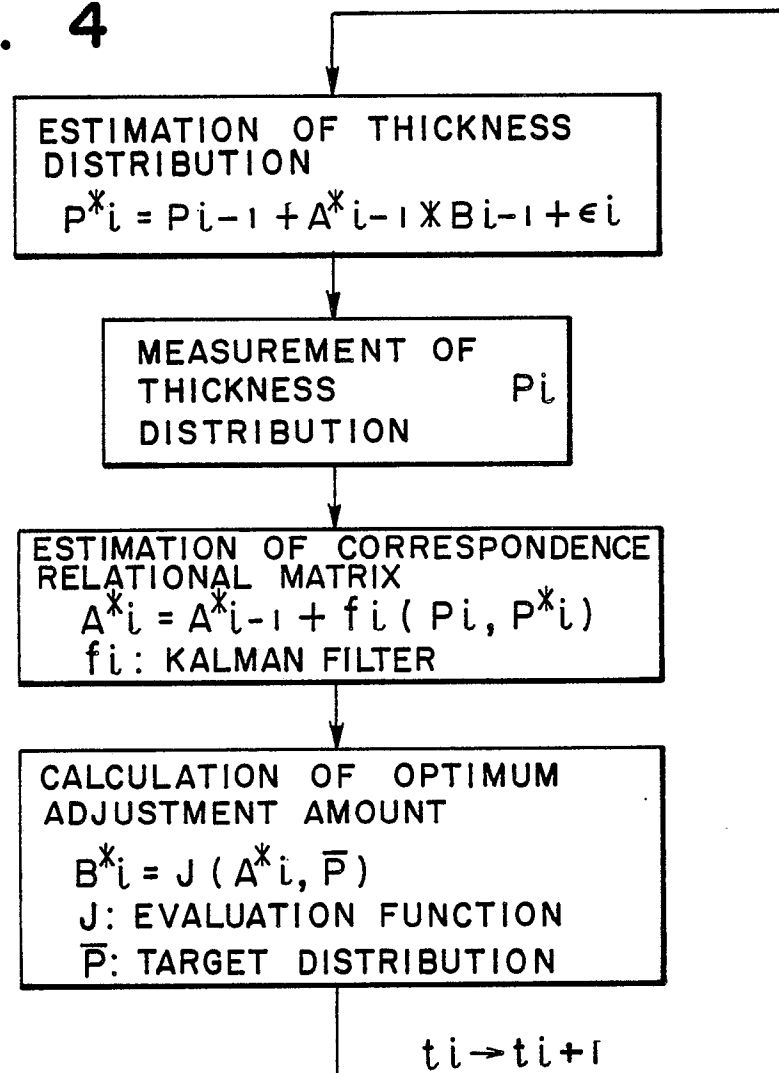 . 4
ESTIMATION OF THICKNESS
DISTRIBUTION
P*i = Pi-1 + A*i-1 * Bi-1 + εi
MEASUREMENT OF
THICKNESS Pi
DISTRIBUTION
ESTIMATION OF CORRESPONDENCE
RELATIONAL MATRIX
A*i = A*i-1 + fi ( Pi, P*i )
fi : KALMAN FILTER
CALCULATION OF OPTIMUM
ADJUSTMENT AMOUNT
B*i = J ( A*i, P̅ )
J: EVALUATION FUNCTION
P̅: TARGET DISTRIBUTION
ti → ti+1